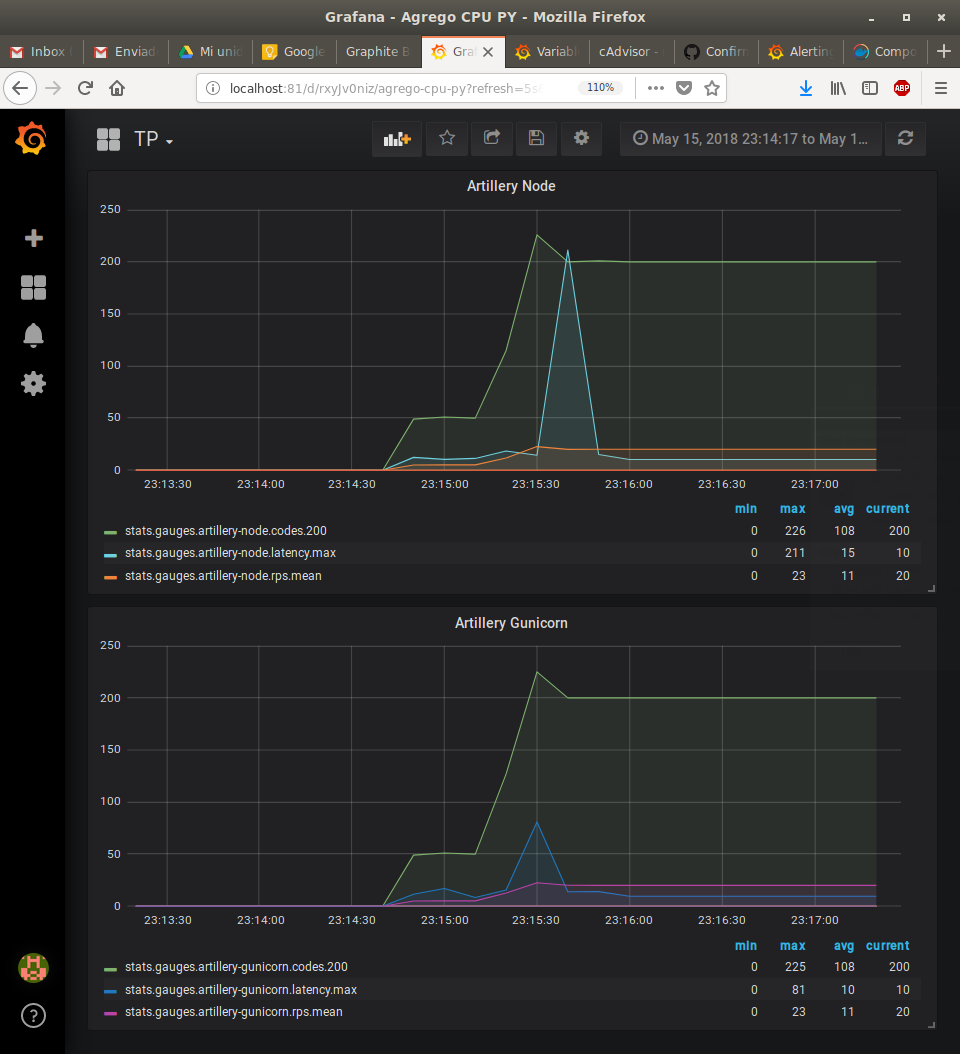 Grafana - Agrego CPU PY - Mozilla Firefox
Inbox Enviad Mi uni Google Graphite B Gra Variab cAdvisor - Confir Alerting Compo
localhost:81/d/rxyJv0niz/agrego-cpu-py?refresh=5s 110% ABP
TP May 15, 2018 23:14:17 to May 1...
Artillery Node
250
200
150
100
50
0
23:13:30 23:14:00 23:14:30 23:15:00 23:15:30 23:16:00 23:16:30 23:17:00
min max avg current
stats.gauges.artillery-node.codes.200 0 226 108 200
stats.gauges.artillery-node.latency.max 0 211 15 10
stats.gauges.artillery-node.rps.mean 0 23 11 20
Artillery Gunicorn
250
200
150
100
50
0
23:13:30 23:14:00 23:14:30 23:15:00 23:15:30 23:16:00 23:16:30 23:17:00
min max avg current
stats.gauges.artillery-gunicorn.codes.200 0 225 108 200
stats.gauges.artillery-gunicorn.latency.max 0 81 10 10
stats.gauges.artillery-gunicorn.rps.mean 0 23 11 20